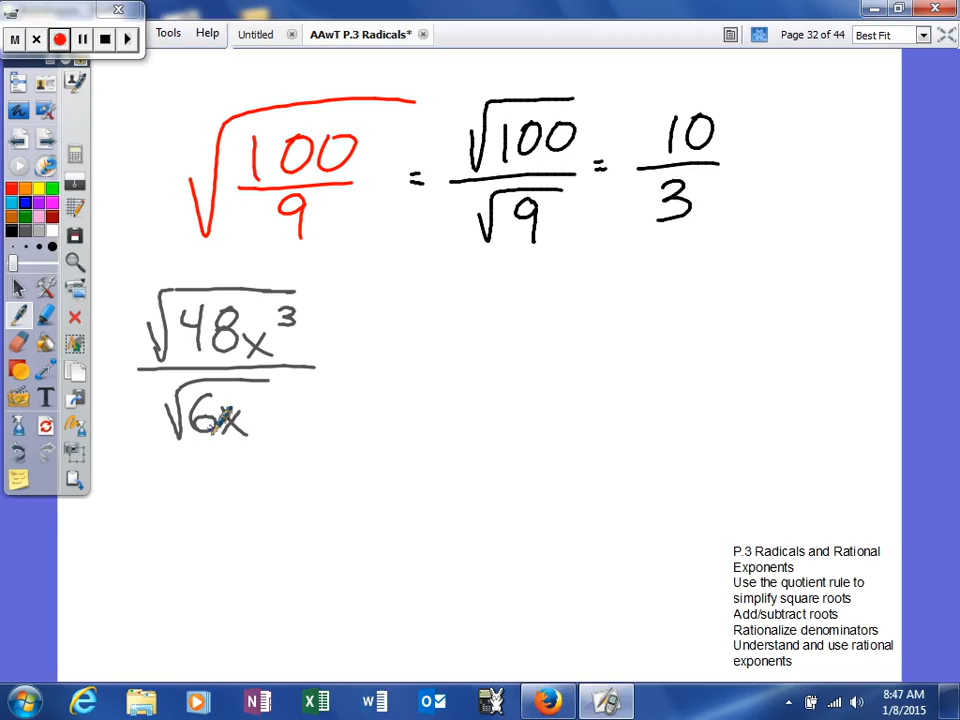 M
Tools Help Untitled AAwT P.3 Radicals* Page 32 of 44 Best Fit
√(100/9) = √100/√9 = 10/3
√48x³
√6x
T
P.3 Radicals and Rational
Exponents
Use the quotient rule to
simplify square roots
Add/subtract roots
Rationalize denominators
Understand and use rational
exponents
8:47 AM
1/8/2015